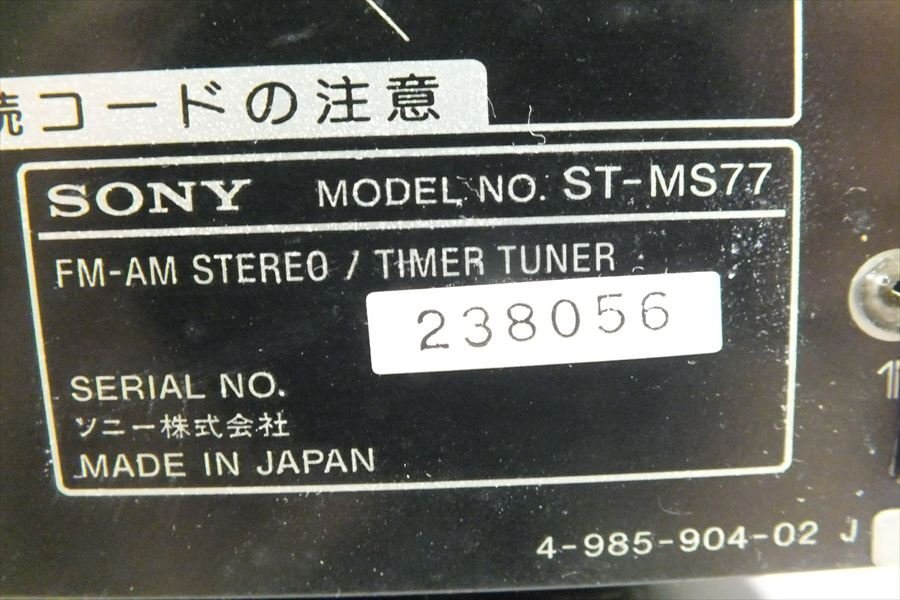 続コードの注意
SONY MODEL NO. ST-MS77
FM-AM STEREO / TIMER TUNER
238056
SERIAL NO.
ソニー株式会社
MADE IN JAPAN
4-985-904-02 J